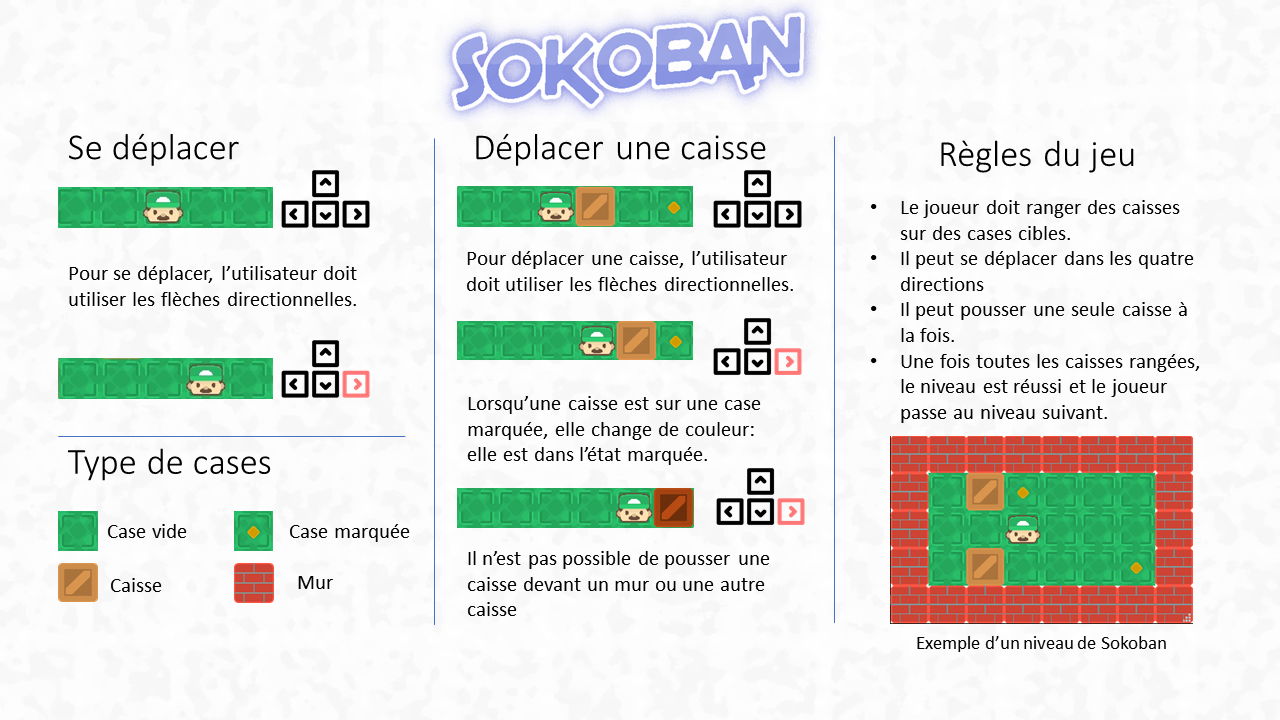 SOKOBAN
Se déplacer
Pour se déplacer, l’utilisateur doit
utiliser les flèches directionnelles.
Type de cases
Case vide
Case marquée
Caisse
Mur
Déplacer une caisse
Pour déplacer une caisse, l’utilisateur
doit utiliser les flèches directionnelles.
Lorsqu’une caisse est sur une case
marquée, elle change de couleur:
elle est dans l’état marquée.
Il n’est pas possible de pousser une
caisse devant un mur ou une autre
caisse
Règles du jeu
• Le joueur doit ranger des caisses
sur des cases cibles.
• Il peut se déplacer dans les quatre
directions
• Il peut pousser une seule caisse à
la fois.
• Une fois toutes les caisses rangées,
le niveau est réussi et le joueur
passe au niveau suivant.
Exemple d’un niveau de Sokoban